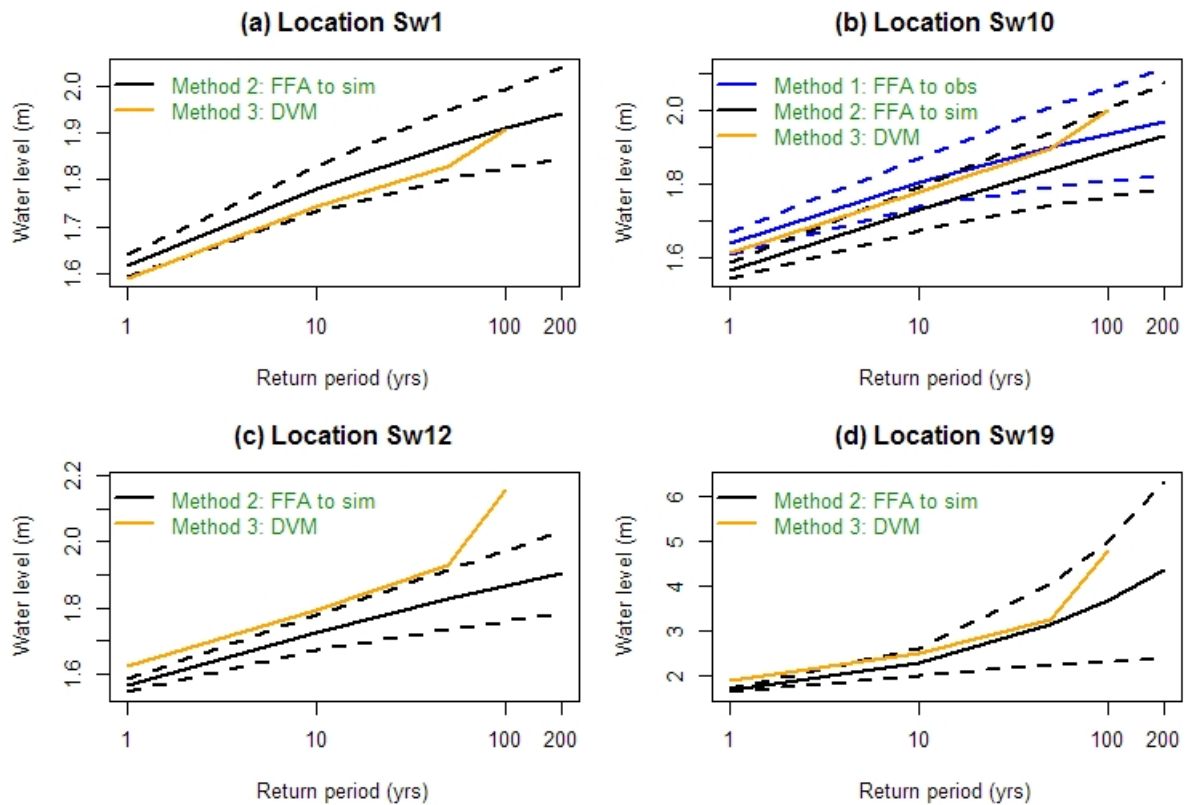 (a) Location Sw1
Method 2: FFA to sim
Method 3: DVM
Water level (m)
2.0
1.9
1.8
1.7
1.6
1
10
100
200
Return period (yrs)
(b) Location Sw10
Method 1: FFA to obs
Method 2: FFA to sim
Method 3: DVM
Water level (m)
2.0
1.8
1.6
1
10
100
200
Return period (yrs)
(c) Location Sw12
Method 2: FFA to sim
Method 3: DVM
Water level (m)
2.2
2.0
1.8
1.6
1
10
100
200
Return period (yrs)
(d) Location Sw19
Method 2: FFA to sim
Method 3: DVM
Water level (m)
6
5
4
3
2
1
10
100
200
Return period (yrs)